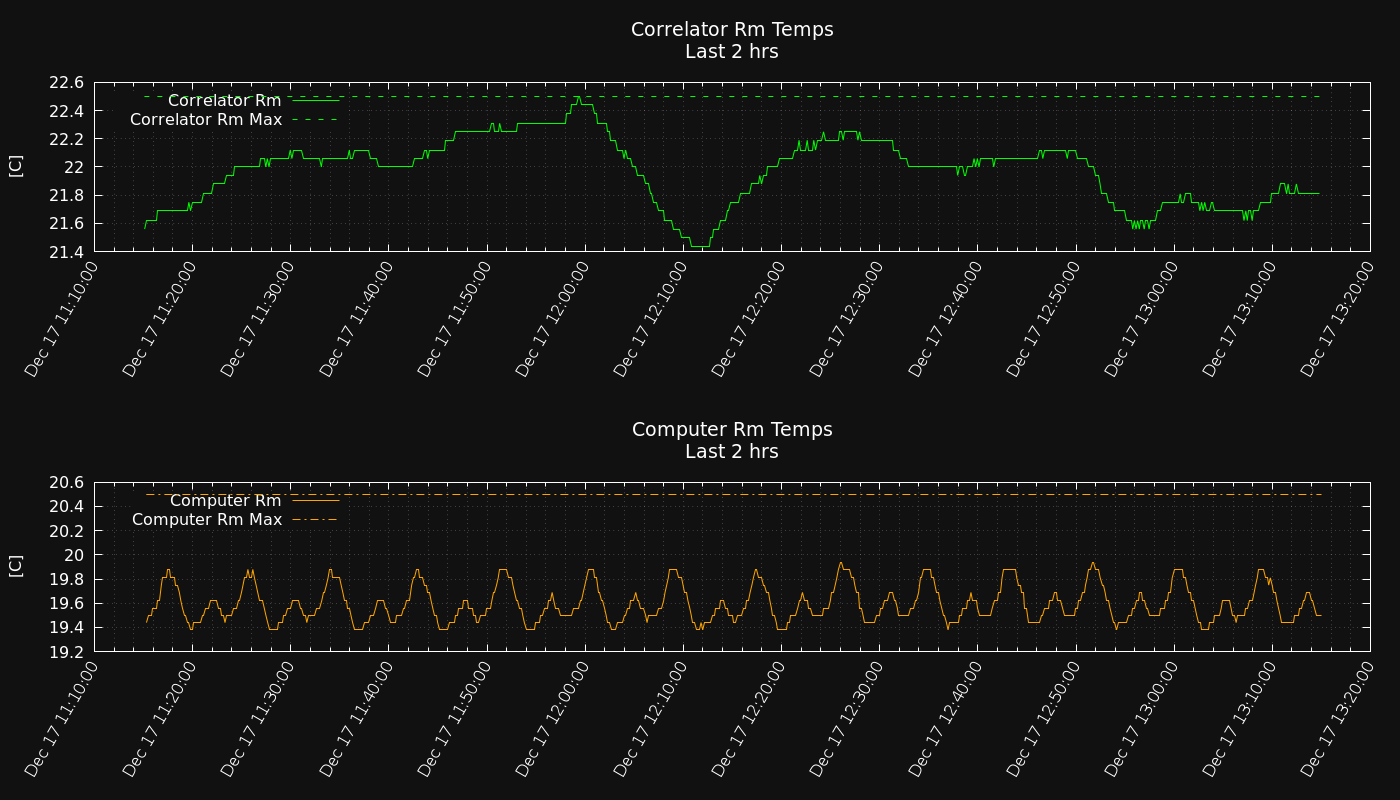 Correlator Rm Temps
Last 2 hrs
22.6
22.4
22.2
22
21.8
21.6
21.4
[C]
Correlator Rm
Correlator Rm Max
Dec 17 11:10:00
Dec 17 11:20:00
Dec 17 11:30:00
Dec 17 11:40:00
Dec 17 11:50:00
Dec 17 12:00:00
Dec 17 12:10:00
Dec 17 12:20:00
Dec 17 12:30:00
Dec 17 12:40:00
Dec 17 12:50:00
Dec 17 13:00:00
Dec 17 13:10:00
Dec 17 13:20:00
Computer Rm Temps
Last 2 hrs
20.6
20.4
20.2
20
19.8
19.6
19.4
19.2
[C]
Computer Rm
Computer Rm Max
Dec 17 11:10:00
Dec 17 11:20:00
Dec 17 11:30:00
Dec 17 11:40:00
Dec 17 11:50:00
Dec 17 12:00:00
Dec 17 12:10:00
Dec 17 12:20:00
Dec 17 12:30:00
Dec 17 12:40:00
Dec 17 12:50:00
Dec 17 13:00:00
Dec 17 13:10:00
Dec 17 13:20:00